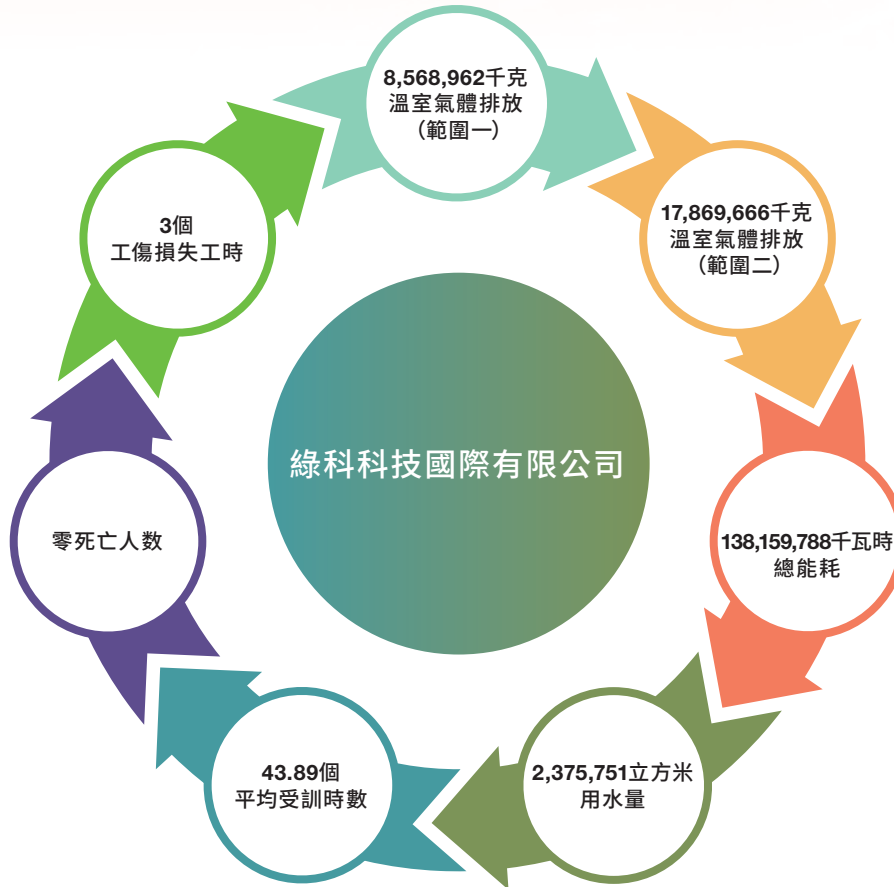 8,568,962千克
溫室氣體排放
(範圍一)
17,869,666千克
溫室氣體排放
(範圍二)
138,159,788千瓦時
總能耗
2,375,751立方米
用水量
43.89個
平均受訓時數
零死亡人数
3個
工傷損失工時
綠科科技國際有限公司